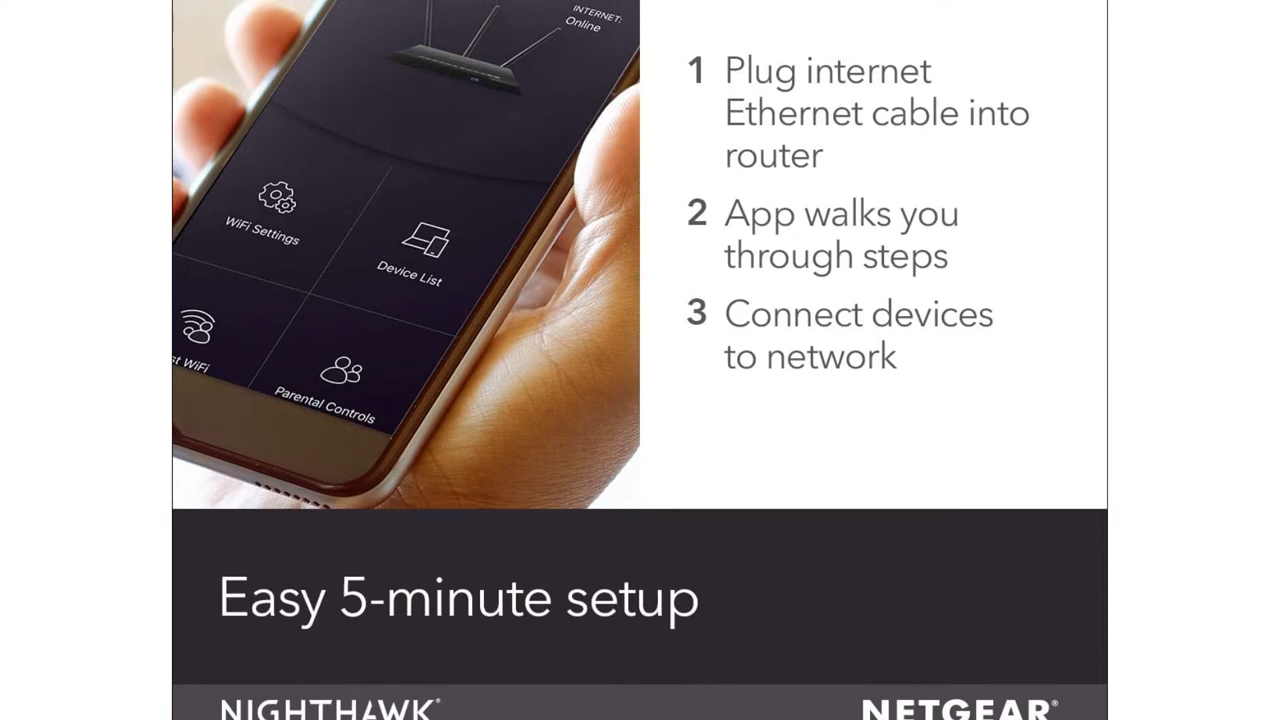 INTERNET:
Online
WiFi Settings
Device List
st WiFi
Parental Controls
1 Plug internet
Ethernet cable into
router
2 App walks you
through steps
3 Connect devices
to network
Easy 5-minute setup
NIGHTHAWK®
NETGEAR®